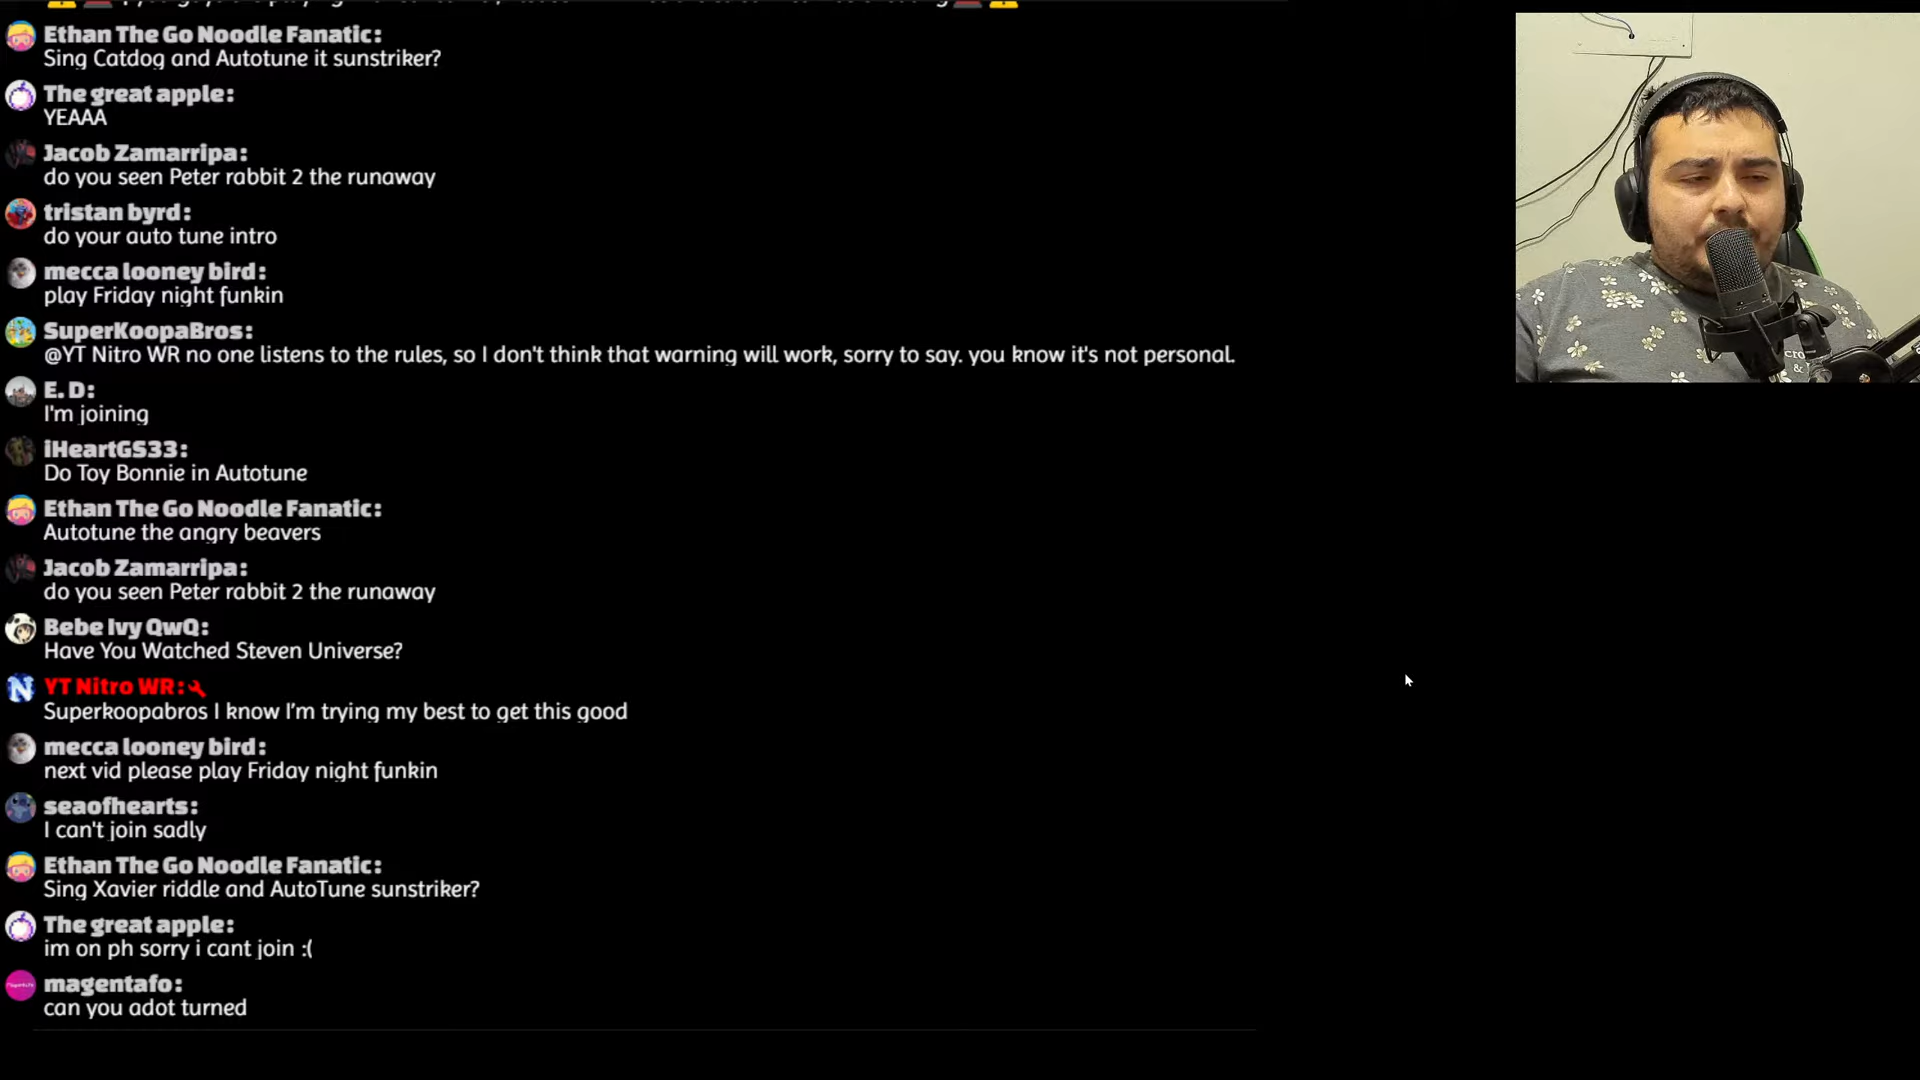 Ethan The Go Noodle Fanatic:
Sing Catdog and Autotune it sunstriker?
The great apple:
YEAAA
Jacob Zamarripa:
do you seen Peter rabbit 2 the runaway
tristan byrd:
do your auto tune intro
mecca looney bird:
play Friday night funkin
SuperKoopaBros:
@YT Nitro WR no one listens to the rules, so I don't think that warning will work, sorry to say. you know it's not personal.
E. D:
I'm joining
iHeartGS33:
Do Toy Bonnie in Autotune
Ethan The Go Noodle Fanatic:
Autotune the angry beavers
Jacob Zamarripa:
do you seen Peter rabbit 2 the runaway
Bebe Ivy QwQ:
Have You Watched Steven Universe?
YT Nitro WR:
Superkoopabros I know I'm trying my best to get this good
mecca looney bird:
next vid please play Friday night funkin
seaofhearts:
I can't join sadly
Ethan The Go Noodle Fanatic:
Sing Xavier riddle and AutoTune sunstriker?
The great apple:
im on ph sorry i cant join :(
magentafo:
can you adot turned